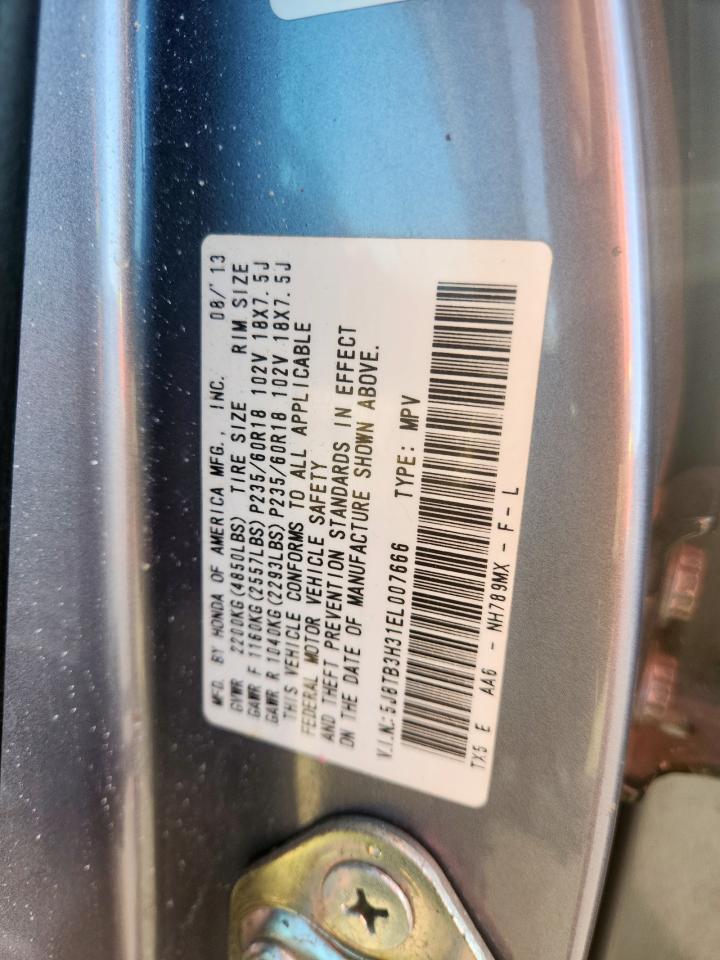 MFD. BY HONDA OF AMERICA MFG., INC. 08/'13
GVWR 2200KG(4850LBS) TIRE SIZE RIM SIZE
GAWR F 1160KG(2557LBS) P235/60R18 102V 18X7.5J
GAWR R 1040KG(2293LBS) P235/60R18 102V 18X7.5J
THIS VEHICLE CONFORMS TO ALL APPLICABLE
FEDERAL MOTOR VEHICLE SAFETY
AND THEFT PREVENTION STANDARDS IN EFFECT
ON THE DATE OF MANUFACTURE SHOWN ABOVE.
V.I.N.: 5J8TB3H31EL007666 TYPE: MPV
TX5 E AA6 - NH789MX - F - L